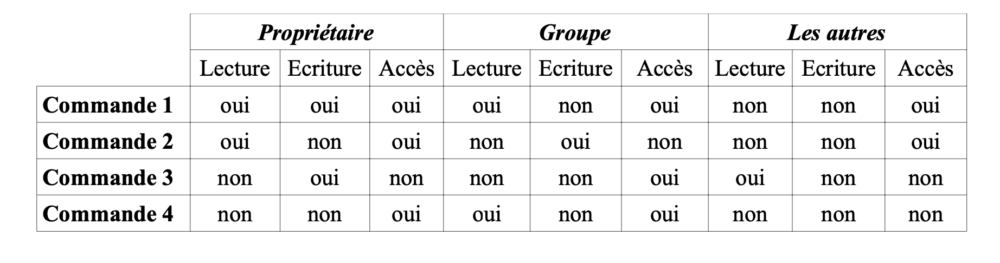 Propriétaire Groupe Les autres
Lecture Ecriture Accès Lecture Ecriture Accès Lecture Ecriture Accès
Commande 1 oui oui oui oui non oui non non oui
Commande 2 oui non oui non oui non non non oui
Commande 3 non oui non non non oui oui non non
Commande 4 non non oui oui non oui non non non